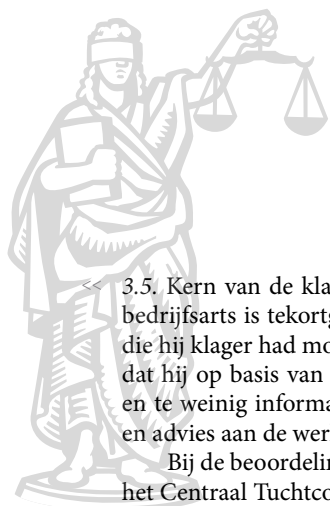 << 3.5. Kern van de kla
bedrijfsarts is tekortg
die hij klager had mo
dat hij op basis van
en te weinig informa
en advies aan de wer
Bij de beoordelin
het Centraal Tuchtco